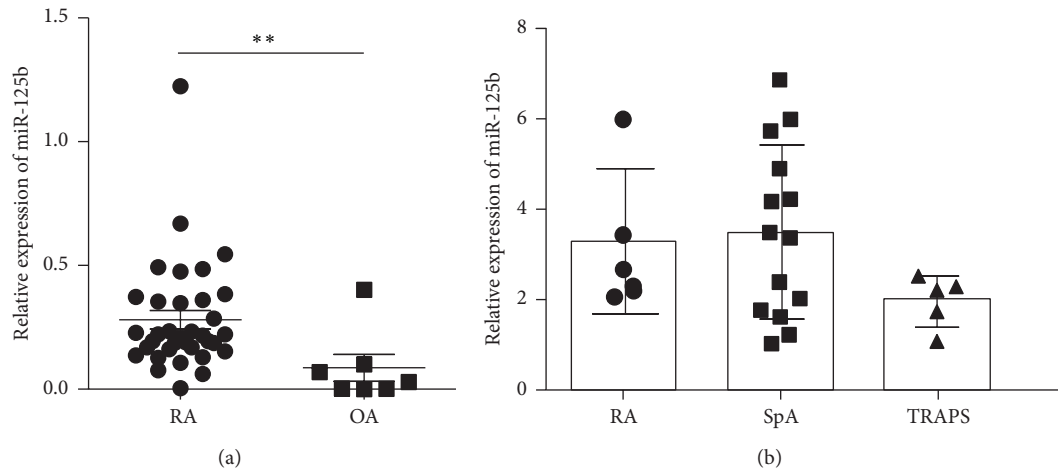 Relative expression of miR-125b
1.5
1.0
0.5
0.0
**
RA
OA
(a)
Relative expression of miR-125b
8
6
4
2
0
RA
SpA
TRAPS
(b)